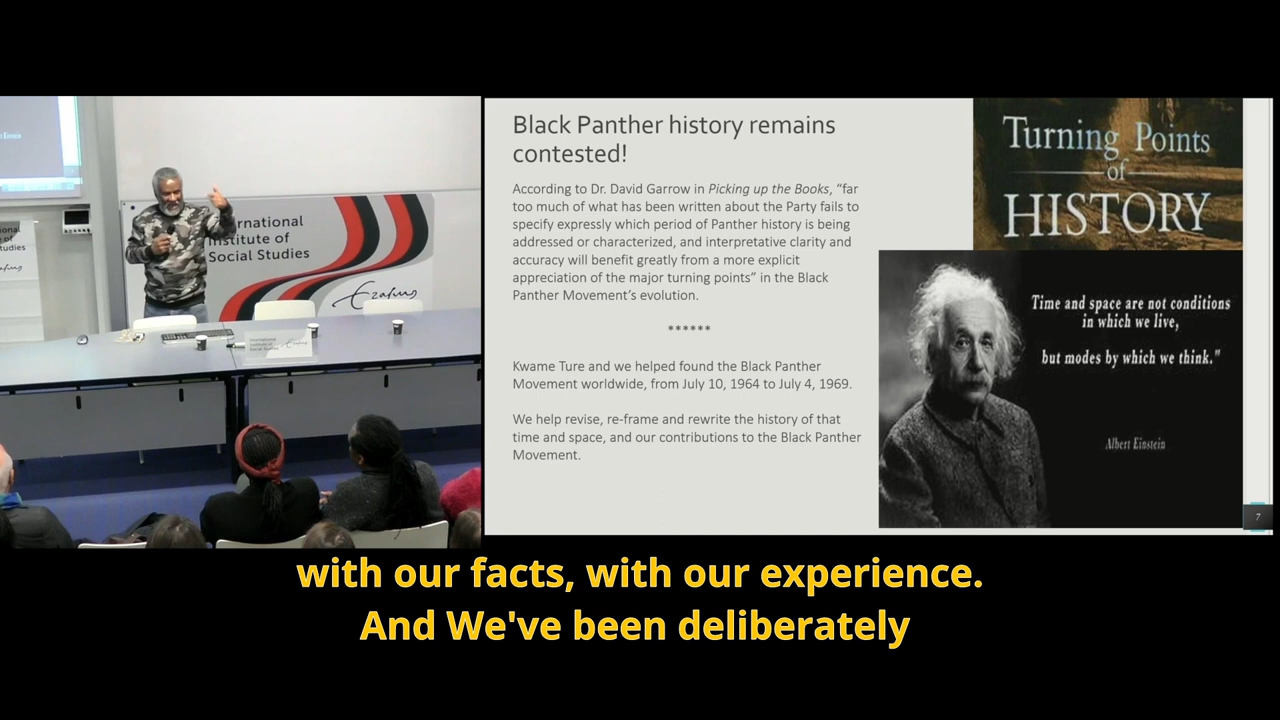 International
Institute of
Social Studies
Erasmus
International
Institute of
Social Studies
Black Panther history remains
contested!
According to Dr. David Garrow in Picking up the Books, “far
too much of what has been written about the Party fails to
specify expressly which period of Panther history is being
addressed or characterized, and interpretative clarity and
accuracy will benefit greatly from a more explicit
appreciation of the major turning points” in the Black
Panther Movement’s evolution.
******
Kwame Ture and we helped found the Black Panther
Movement worldwide, from July 10, 1964 to July 4, 1969.
We help revise, re-frame and rewrite the history of that
time and space, and our contributions to the Black Panther
Movement.
Turning Points
of
HISTORY
Time and space are not conditions
in which we live,
but modes by which we think."
Albert Einstein
7
with our facts, with our experience.
And We've been deliberately